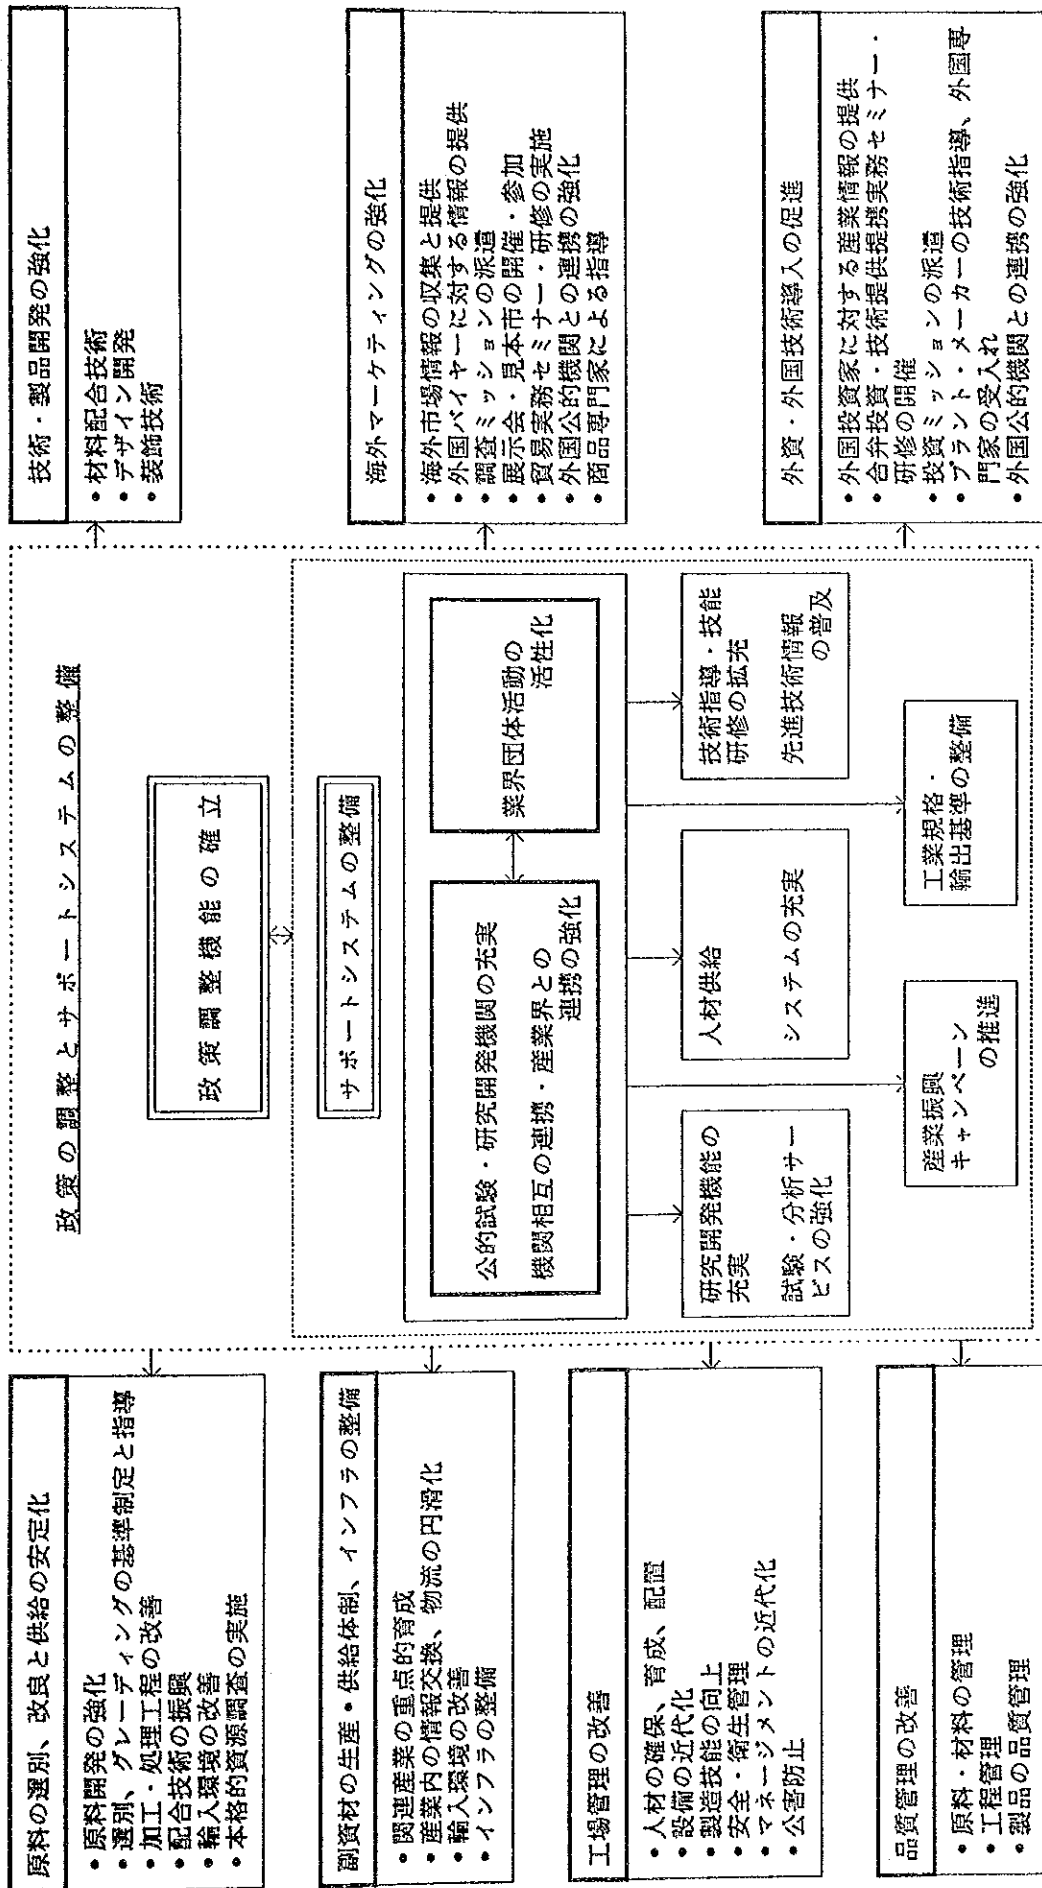 政策の調整とサポートシステムの整備
原料の選別、改良と供給の安定化
• 原料開発の強化
• 選別、グレーディングの基準制定と指導
• 加工・処理工程の改善
• 配合技術の振興
• 輸入環境の改善
• 本格的資源調査の実施
副資材の生産・供給体制、インフラの整備
• 関連産業の重点的育成
• 産業内の情報交換、物流の円滑化
• 輸入環境の改善
• インフラの整備
工場管理の改善
• 人材の確保、育成、配置
• 設備の近代化
• 製造技能の向上
• 安全・衛生管理
• マネージメントの近代化
• 公害防止
品質管理の改善
• 原料・材料の管理
• 工程管理
• 製品の品質管理
政策調整機能の確立
サポートシステムの整備
公的試験・研究開発機関の充実
機関相互の連携・産業界との
連携の強化
業界団体活動の
活性化
研究開発機能の
充実
試験・分析サー
ビスの強化
人材供給
システムの充実
技術指導・技能
研修の拡充
先進技術情報
の普及
産業振興
キャンペーン
の推進
工業規格・
輸出基準の整備
技術・製品開発の強化
• 材料配合技術
• デザイン開発
• 装飾技術
海外マーケティングの強化
• 海外市場情報の収集と提供
• 外国バイヤーに対する情報の提供
• 調査ミッションの派遣
• 展示会・見本市の開催・参加
• 貿易実務セミナー・研修の実施
• 外国公的機関との連携の強化
• 商品専門家による指導
外資・外国技術導入の促進
• 外国投資家に対する産業情報の提供
• 合弁投資・技術提供提携実務セミナー・
研修の開催
• 投資ミッションの派遣
• プラント・メーカーの技術指導、外国専
門家の受入れ
• 外国公的機関との連携の強化